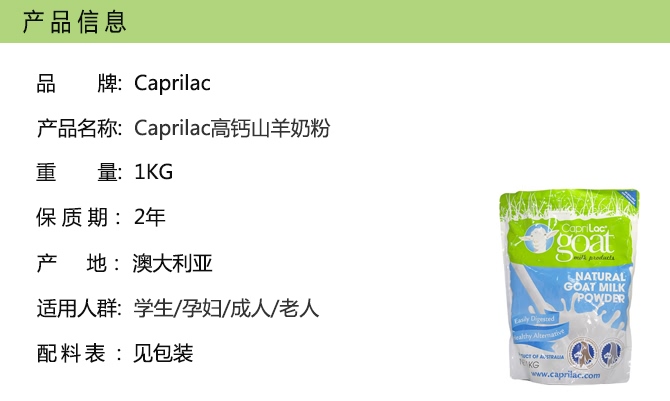 产品信息
品 牌: Caprilac
产品名称: Caprilac高钙山羊奶粉
重 量: 1KG
保质期： 2年
产 地： 澳大利亚
适用人群: 学生/孕妇/成人/老人
配料表： 见包装
CapriLac
goat
milk products
NATURAL
GOAT MILK
POWDER
Easily Digested
Healthy Alternative
PRODUCT OF AUSTRALIA
1KG
www.caprilac.com